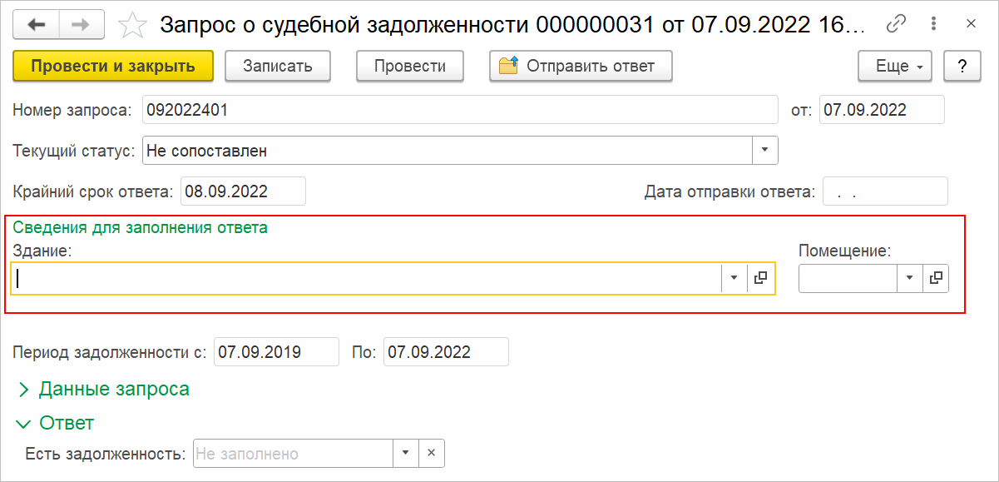 Запрос о судебной задолженности 000000031 от 07.09.2022 16...
Провести и закрыть Записать Провести Отправить ответ Еще ?
Номер запроса: 092022401 от: 07.09.2022
Текущий статус: Не сопоставлен
Крайний срок ответа: 08.09.2022 Дата отправки ответа: . .
Сведения для заполнения ответа
Здание: Помещение:
Период задолженности с: 07.09.2019 По: 07.09.2022
Данные запроса
Ответ
Есть задолженность: Не заполнено